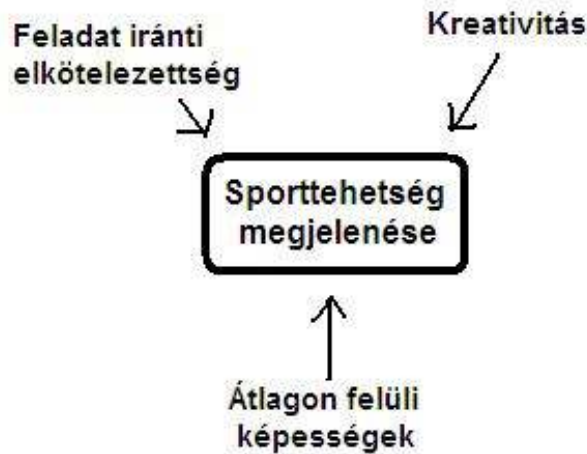 Feladat iránti
elkötelezettség
Kreativitás
Sporttehetség
megjelenése
Átlagon felüli
képességek